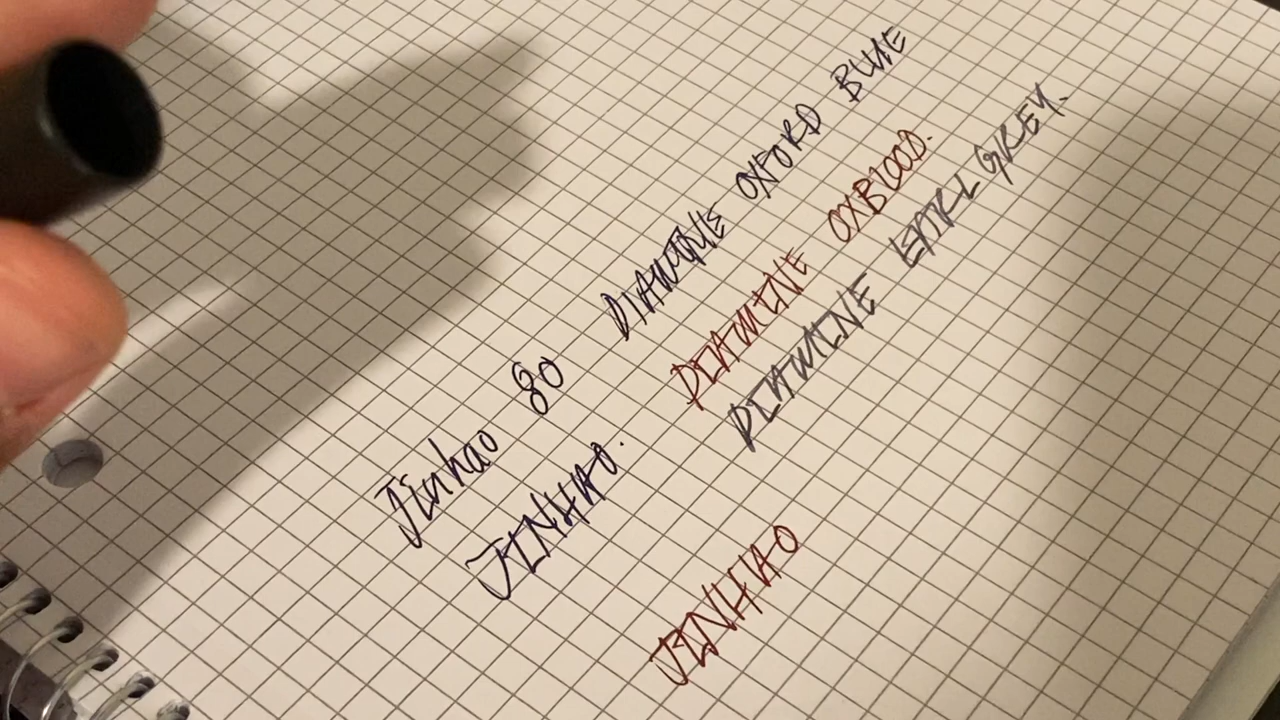 Jinhao 80 DIAMINE OXFORD BLUE
JINHAO. DIAMINE OXBLOOD.
DIAMINE EARL GREY.
JINHAO